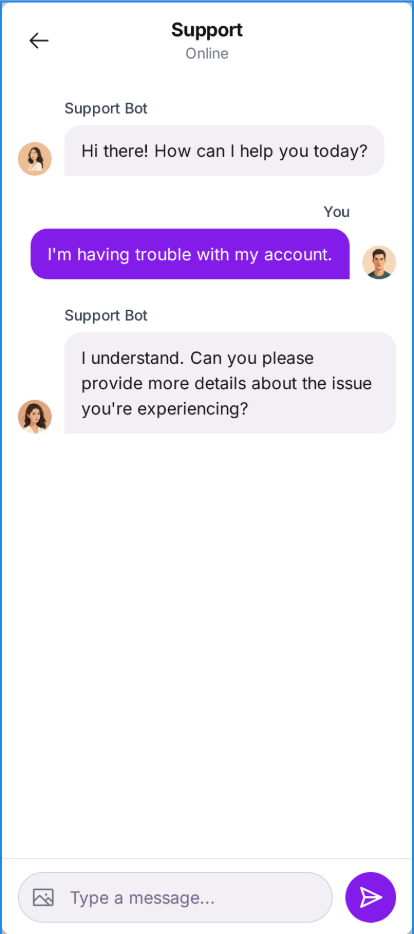 Support
Online
Support Bot
Hi there! How can I help you today?
You
I'm having trouble with my account.
Support Bot
I understand. Can you please
provide more details about the issue
you're experiencing?
Type a message...